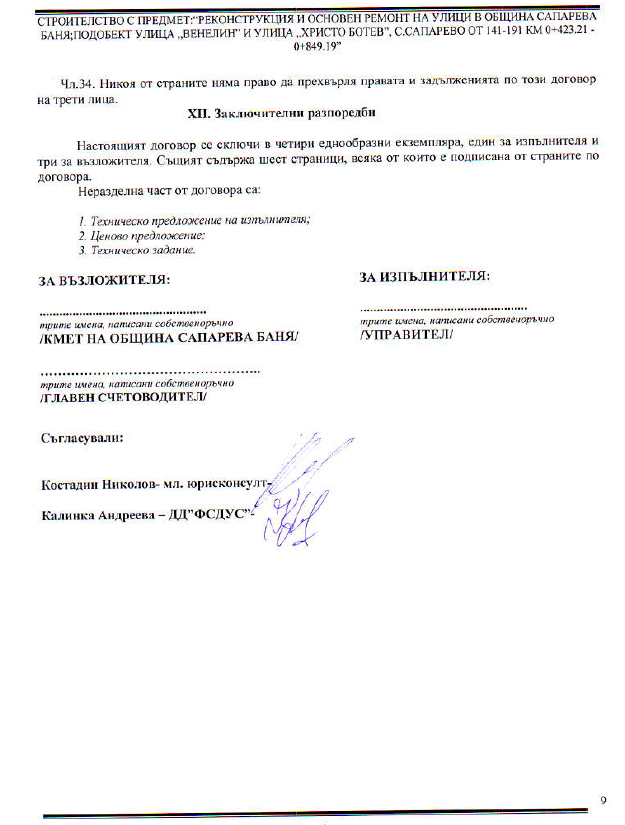 СТРОИТЕЛСТВО С ПРЕДМЕТ:"РЕКОНСТРУКЦИЯ И ОСНОВЕН РЕМОНТ НА УЛИЦИ В ОБЩИНА САПАРЕВА
БАНЯ;ПОДОБЕКТ УЛИЦА „ВЕНЕЛИН" И УЛИЦА „ХРИСТО БОТЕВ", С.САПАРЕВО ОТ 141-191 КМ 0+423.21 -
0+849.19"
Чл.34. Никоя от страните няма право да прехвърля правата и задълженията по този договор
на трети лица.
XII. Заключителни разпоредби
Настоящият договор се сключи в четири еднообразни екземпляра, един за изпълнителя и
три за възложителя. Същият съдържа шест страници, всяка от които е подписана от страните по
договора.
Неразделна част от договора са:
1. Техническо предложение на изпълнителя;
2. Ценово предложение;
3. Техническо задание.
ЗА ВЪЗЛОЖИТЕЛЯ:
..................................................
трите имена, написани собственоръчно
/КМЕТ НА ОБЩИНА САПАРЕВА БАНЯ/
..................................................
трите имена, написани собственоръчно
/ГЛАВЕН СЧЕТОВОДИТЕЛ/
ЗА ИЗПЪЛНИТЕЛЯ:
..................................................
трите имена, написани собственоръчно
/УПРАВИТЕЛ/
Съгласували:
Костадин Николов- мл. юрисконсулт-
Калинка Андреева – ДД"ФСДУС"-
9